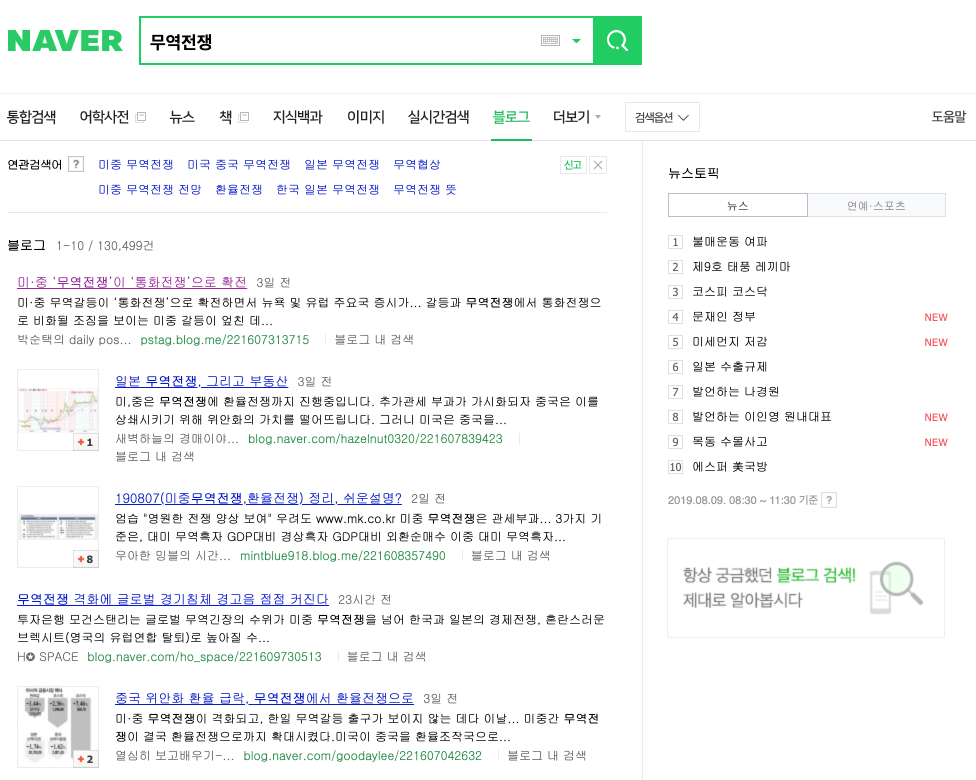 NAVER
무역전쟁
통합검색 어학사전 뉴스 책 지식백과 이미지 실시간검색 블로그 더보기 검색옵션 도움말
연관검색어 ? 미중 무역전쟁 미국 중국 무역전쟁 일본 무역전쟁 무역협상 신고
미중 무역전쟁 전망 환율전쟁 한국 일본 무역전쟁 무역전쟁 뜻
블로그 1-10 / 130,499건
미·중 ‘무역전쟁’이 ‘통화전쟁’으로 확전 3일 전
미·중 무역갈등이 ‘통화전쟁’으로 확전하면서 뉴욕 및 유럽 주요국 증시가... 갈등과 무역전쟁에서 통화전쟁으
로 비화될 조짐을 보이는 미중 갈등이 엎친 데...
박순택의 daily pos... pstag.blog.me/221607313715 블로그 내 검색
일본 무역전쟁, 그리고 부동산 3일 전
미,중은 무역전쟁에 환율전쟁까지 진행중입니다. 추가관세 부과가 가시화되자 중국은 이를
상쇄시키기 위해 위안화의 가치를 떨어뜨립니다. 그러니 미국은 중국을...
새벽하늘의 경매이야... blog.naver.com/hazelnut0320/221607839423
블로그 내 검색
+1
190807(미중무역전쟁,환율전쟁) 정리, 쉬운설명? 2일 전
엄습 "영원한 전쟁 양상 보여" 우려도 www.mk.co.kr 미중 무역전쟁은 관세부과... 3가지 기
준은, 대미 무역흑자 GDP대비 경상흑자 GDP대비 외환순매수 이중 대미 무역흑자...
우아한 밍블의 시간... mintblue918.blog.me/221608357490 블로그 내 검색
+8
무역전쟁 격화에 글로벌 경기침체 경고음 점점 커진다 23시간 전
투자은행 모건스탠리는 글로벌 무역긴장의 수위가 미중 무역전쟁을 넘어 한국과 일본의 경제전쟁, 혼란스러운
브렉시트(영국의 유럽연합 탈퇴)로 높아질 수...
H✪ SPACE blog.naver.com/ho_space/221609730513 블로그 내 검색
중국 위안화 환율 급락, 무역전쟁에서 환율전쟁으로 3일 전
미·중 무역전쟁이 격화되고, 한일 무역갈등 출구가 보이지 않는 데다 이날... 미중간 무역전
쟁이 결국 환율전쟁으로까지 확대시켰다.미국이 중국을 환율조작국으로...
열심히 보고배우기-... blog.naver.com/goodaylee/221607042632 블로그 내 검색
+2
뉴스토픽
뉴스 연예·스포츠
1 불매운동 여파
2 제9호 태풍 레끼마
3 코스피 코스닥
4 문재인 정부 NEW
5 미세먼지 저감 NEW
6 일본 수출규제
7 발언하는 나경원
8 발언하는 이인영 원내대표 NEW
9 목동 수몰사고 NEW
10 에스퍼 美국방
2019.08.09. 08:30 ~ 11:30 기준 ?
항상 궁금했던 블로그 검색!
제대로 알아봅시다